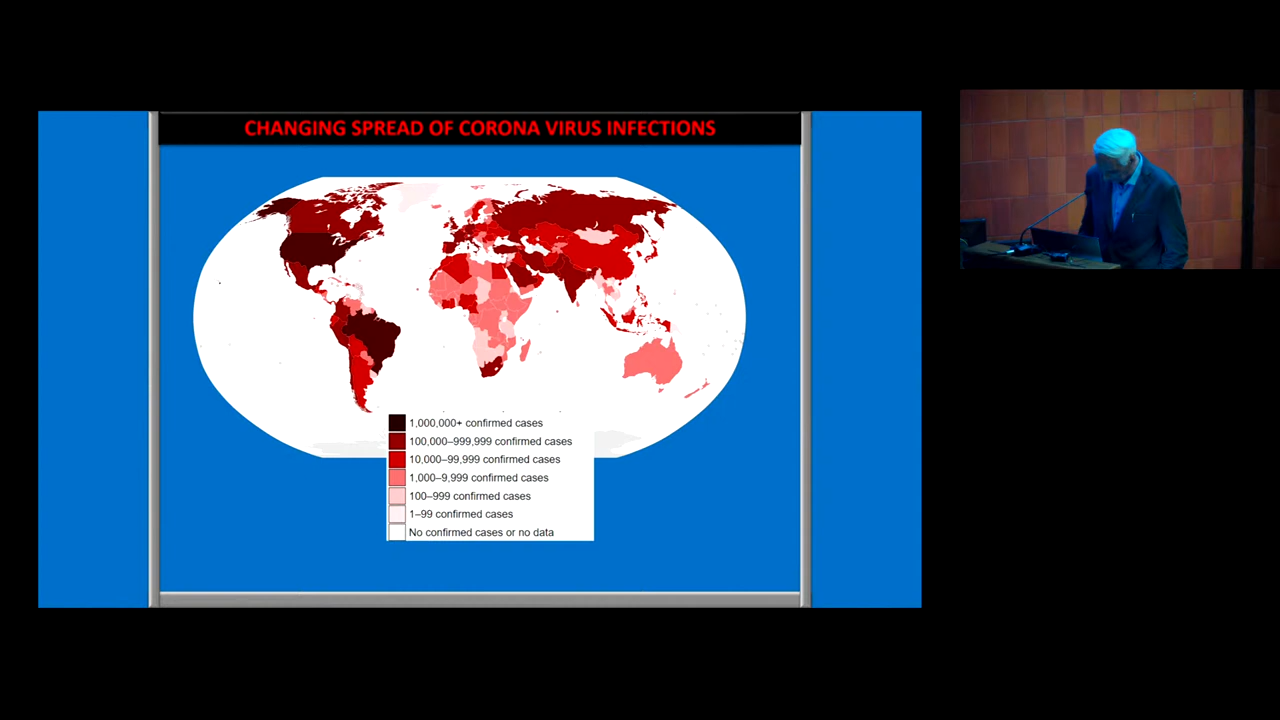 CHANGING SPREAD OF CORONA VIRUS INFECTIONS
1,000,000+ confirmed cases
100,000–999,999 confirmed cases
10,000–99,999 confirmed cases
1,000–9,999 confirmed cases
100–999 confirmed cases
1–99 confirmed cases
No confirmed cases or no data